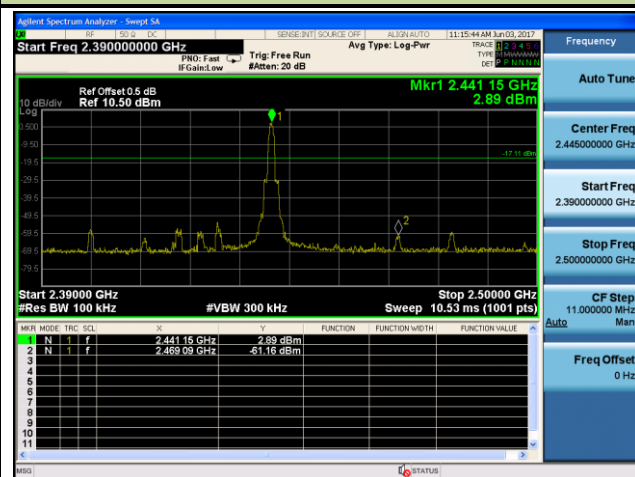 Agilent Spectrum Analyzer - Swept SA
RF 50 Ω DC SENSE:INT SOURCE OFF ALIGN AUTO 11:15:44 AM Jun 03, 2017
Start Freq 2.390000000 GHz
PNO: Fast
IFGain:Low
Trig: Free Run
#Atten: 20 dB
Avg Type: Log-Pwr
TRACE 1 2 3 4 5 6
TYPE
DET P P N N N N
Ref Offset 0.5 dB
10 dB/div Ref 10.50 dBm
Log
Mkr1 2.441 15 GHz
2.89 dBm
0.500
-9.50
-19.5
-29.5
-39.5
-49.5
-59.5
-69.5
-79.5
1
-17.11 dBm
2
Start 2.39000 GHz Stop 2.50000 GHz
#Res BW 100 kHz #VBW 300 kHz Sweep 10.53 ms (1001 pts)
MKR MODE TRC SCL X Y FUNCTION FUNCTION WIDTH FUNCTION VALUE
1 N 1 f 2.441 15 GHz 2.89 dBm
2 N 1 f 2.469 09 GHz -61.16 dBm
3
4
5
6
7
8
9
10
11
MSG STATUS
Frequency
Auto Tune
Center Freq
2.445000000 GHz
Start Freq
2.390000000 GHz
Stop Freq
2.500000000 GHz
CF Step
11.000000 MHz
Auto Man
Freq Offset
0 Hz